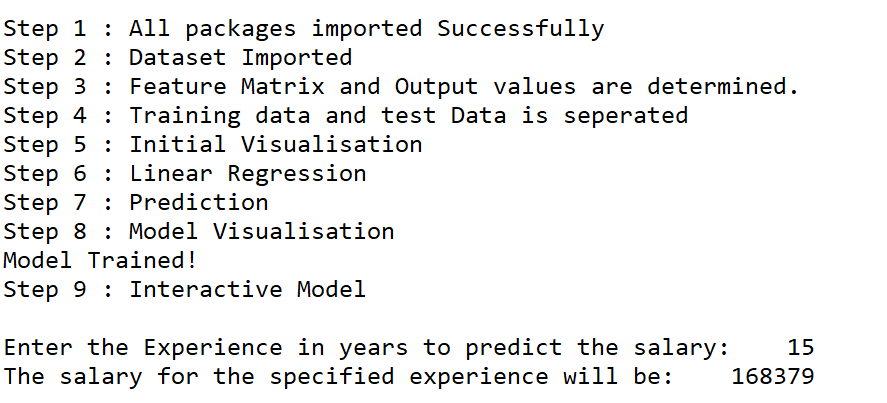 Step 1 : All packages imported Successfully
Step 2 : Dataset Imported
Step 3 : Feature Matrix and Output values are determined.
Step 4 : Training data and test Data is seperated
Step 5 : Initial Visualisation
Step 6 : Linear Regression
Step 7 : Prediction
Step 8 : Model Visualisation
Model Trained!
Step 9 : Interactive Model
Enter the Experience in years to predict the salary: 15
The salary for the specified experience will be: 168379